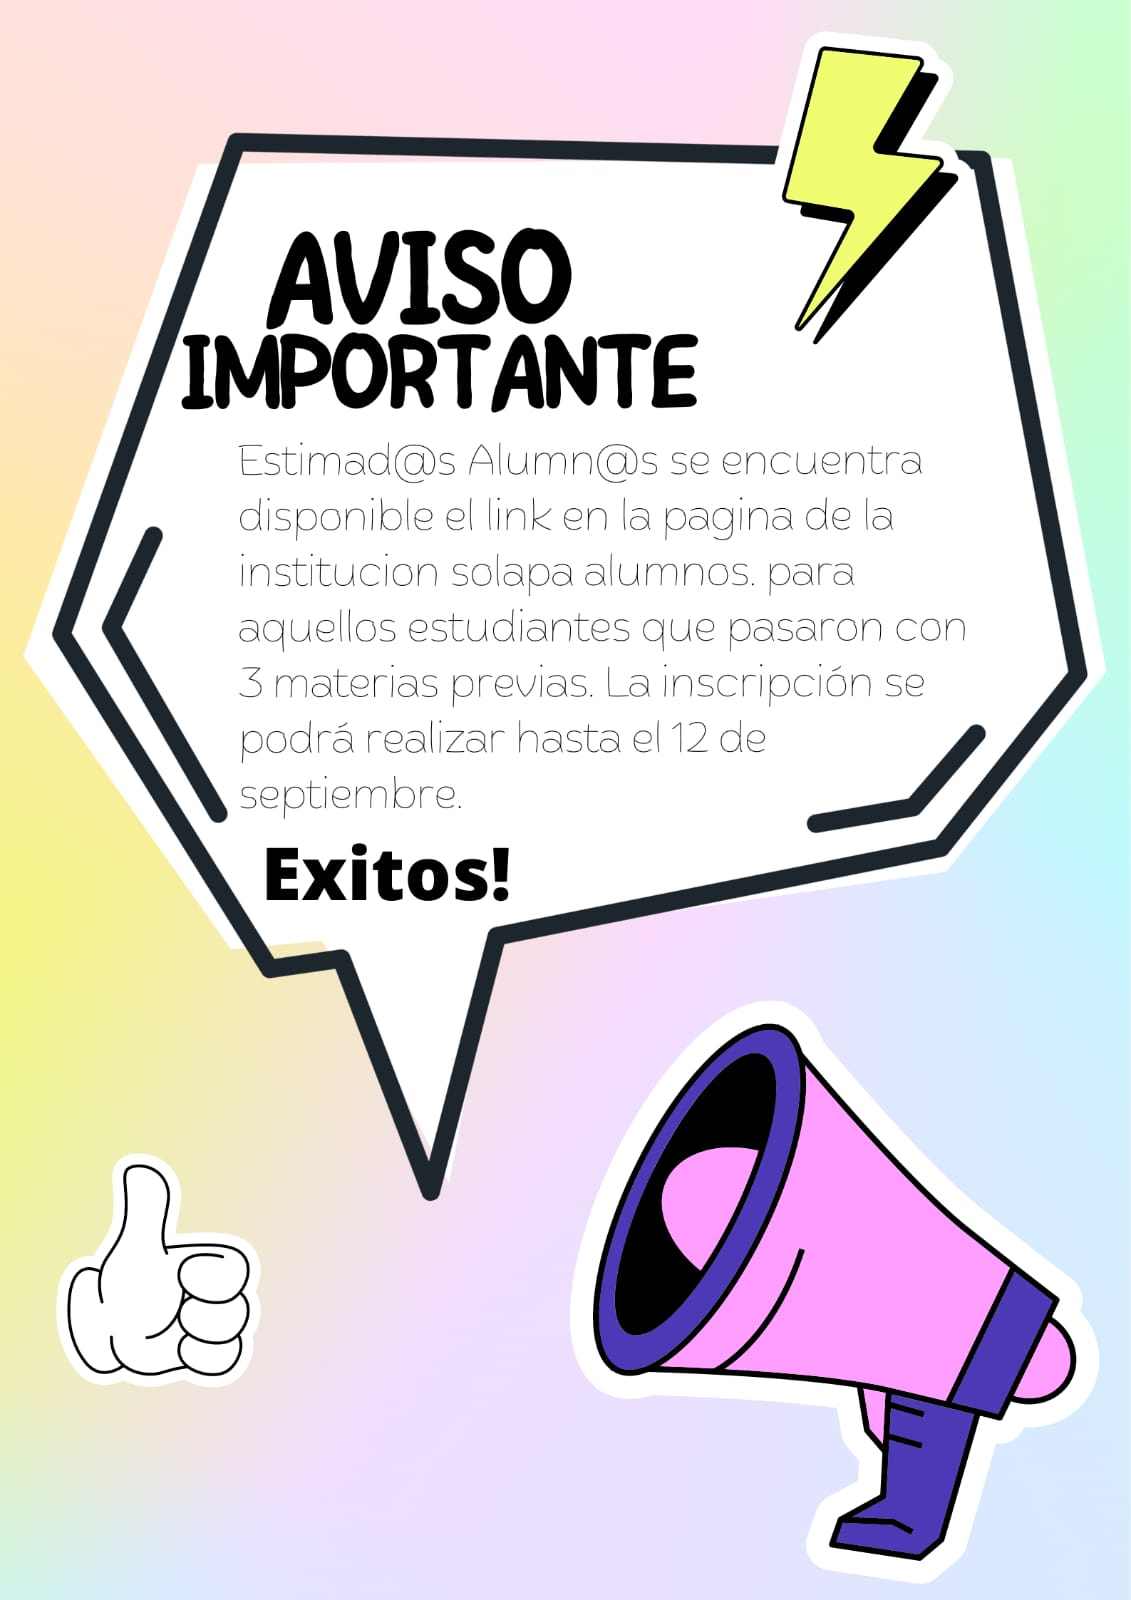 AVISO
IMPORTANTE
Estimad@s Alumn@s se encuentra
disponible el link en la pagina de la
institucion solapa alumnos. para
aquellos estudiantes que pasaron con
3 materias previas. La inscripción se
podrá realizar hasta el 12 de
septiembre.
Exitos!